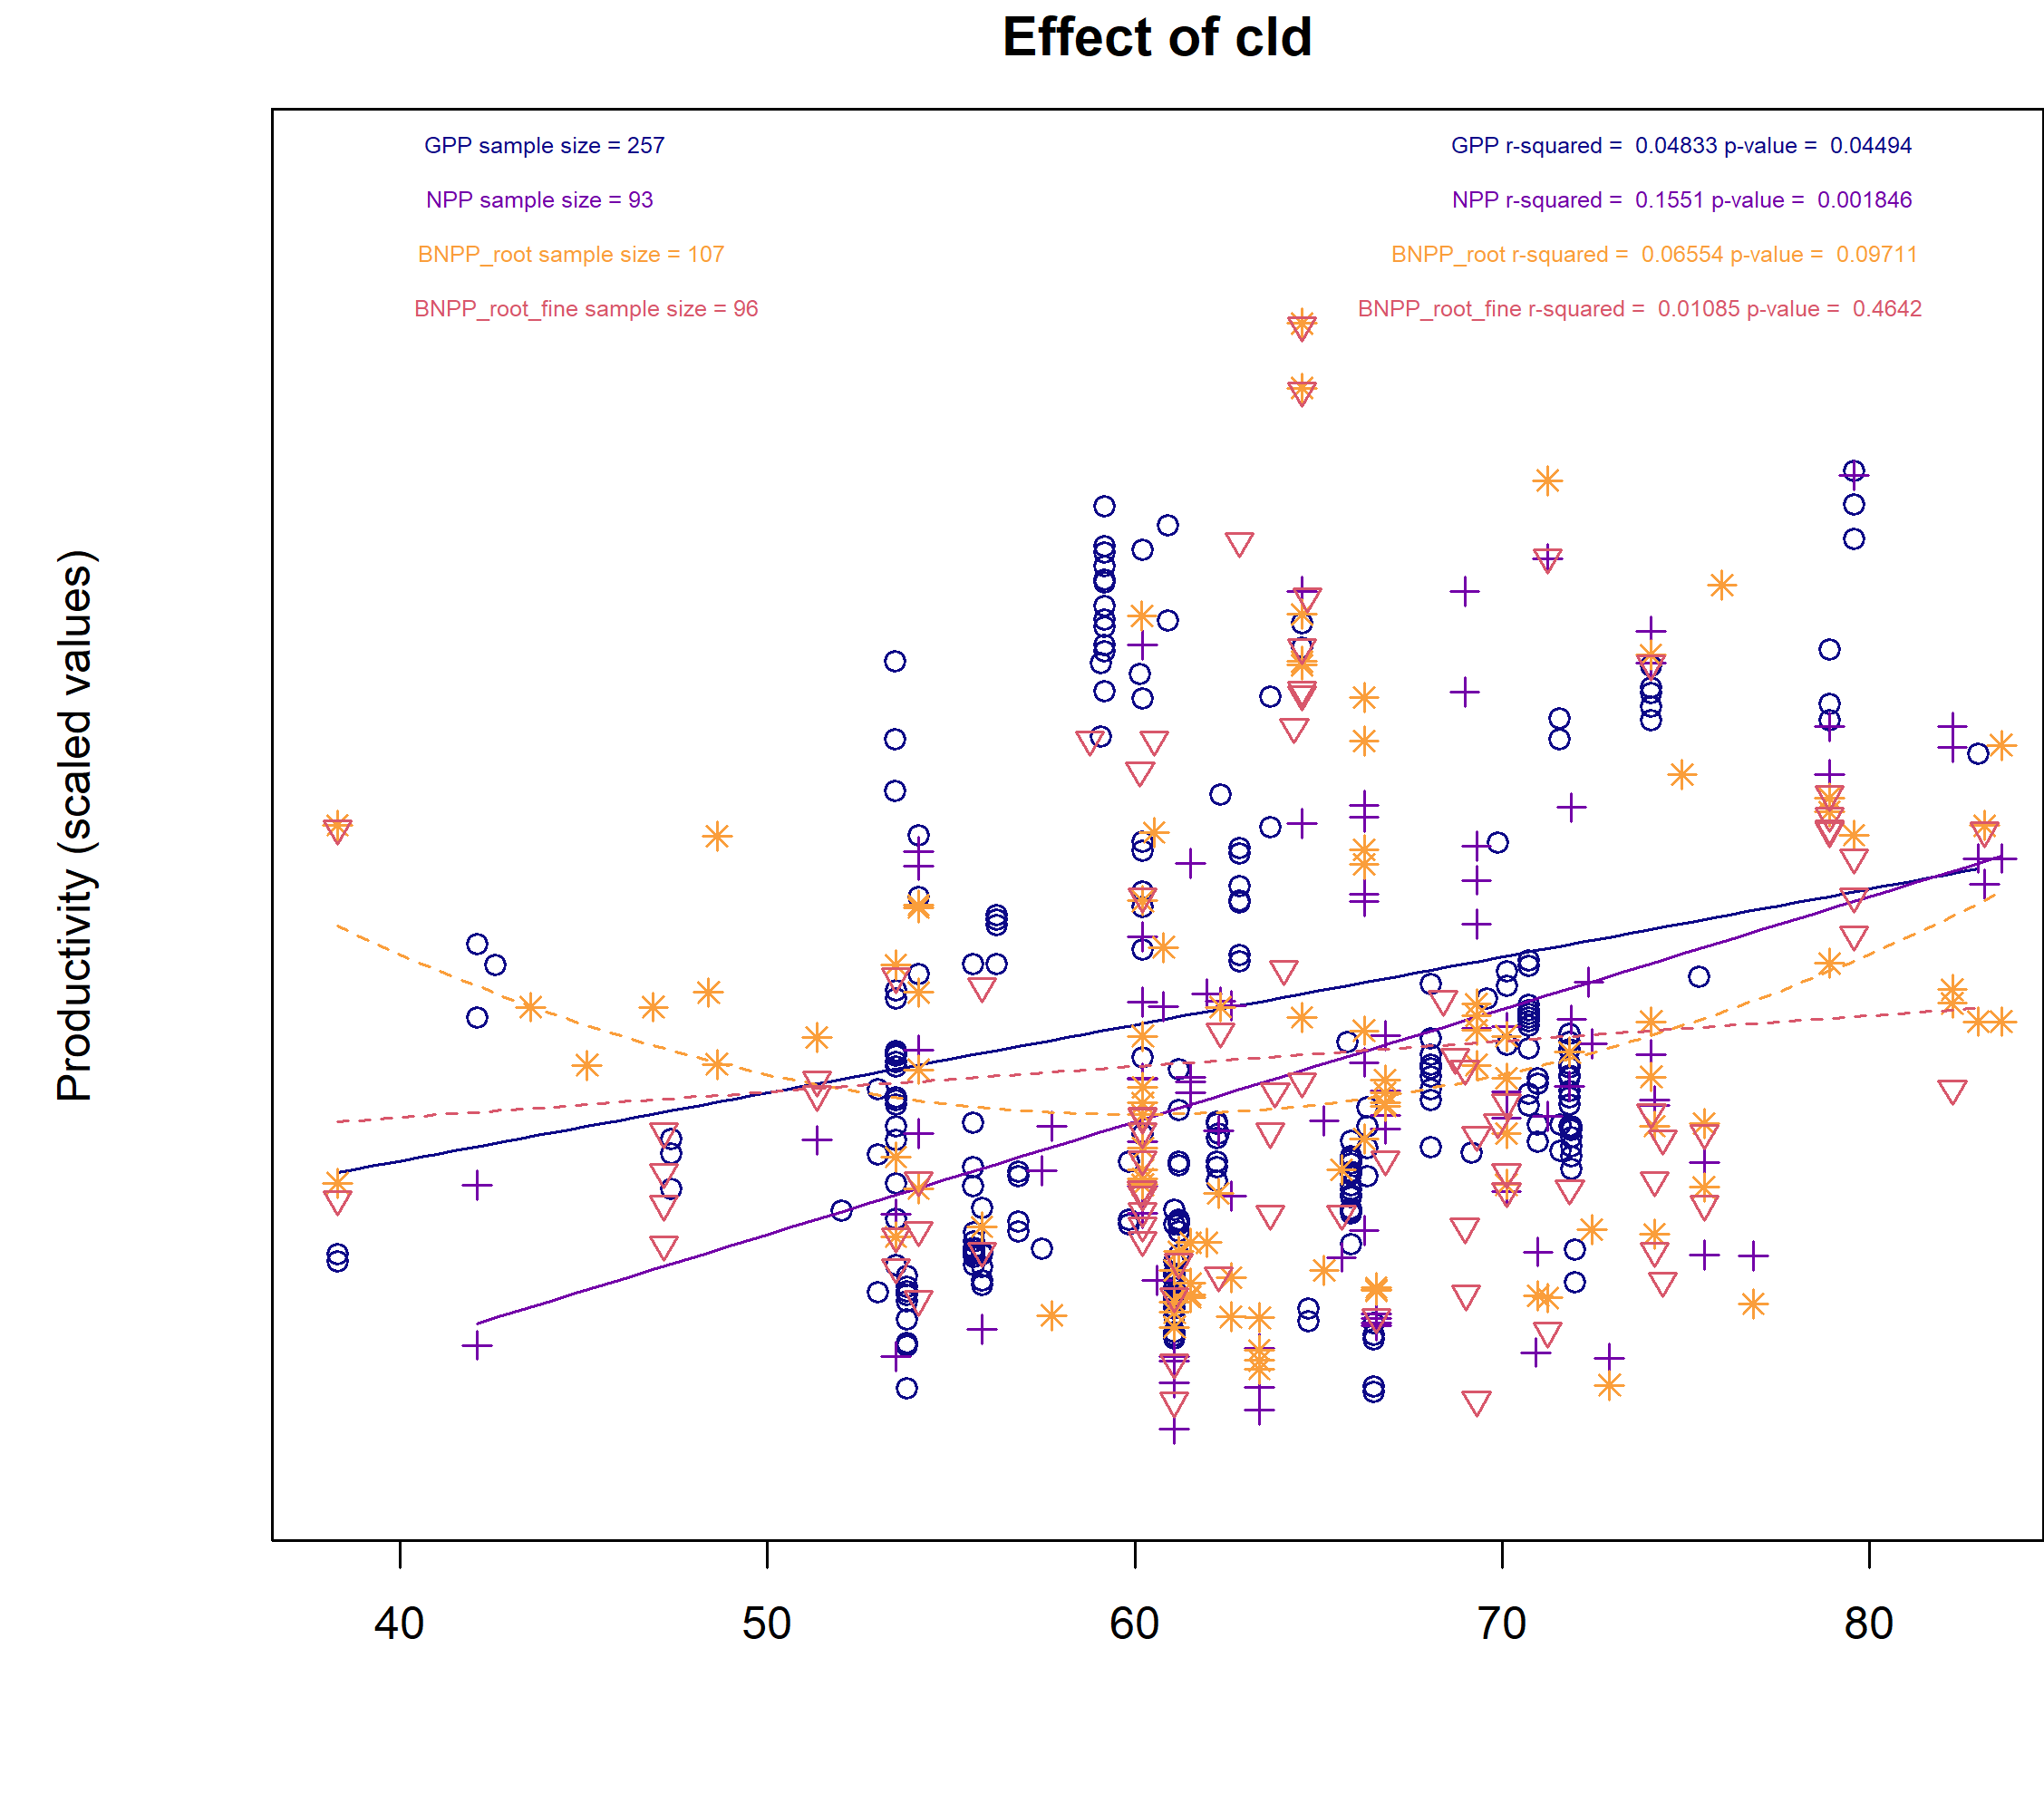 Effect of cld
GPP sample size = 257
GPP r-squared =  0.04833 p-value =  0.04494
NPP sample size = 93
NPP r-squared =  0.1551 p-value =  0.001846
BNPP_root sample size = 107
BNPP_root r-squared =  0.06554 p-value =  0.09711
BNPP_root_fine sample size = 96
BNPP_root_fine r-squared =  0.01085 p-value =  0.4642
Productivity (scaled values)
40 50 60 70 80